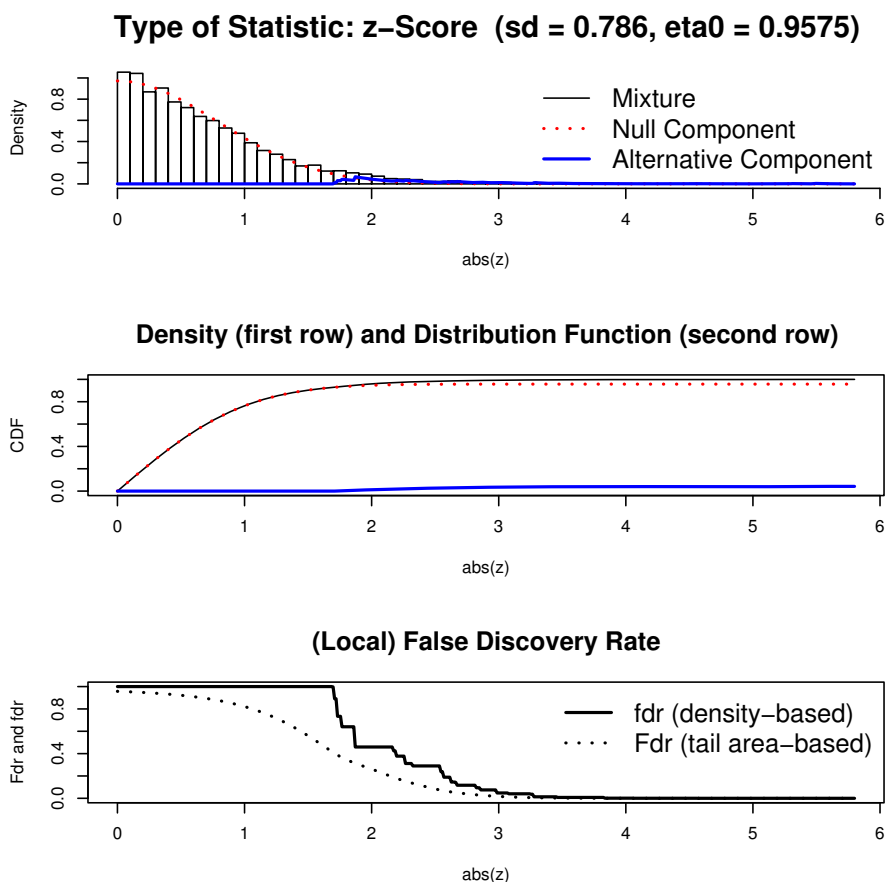 Type of Statistic: z−Score (sd = 0.786, eta0 = 0.9575)
Density
0.0 0.4 0.8
Mixture
Null Component
Alternative Component
0 1 2 3 4 5 6
abs(z)
Density (first row) and Distribution Function (second row)
CDF
0.0 0.4 0.8
0 1 2 3 4 5 6
abs(z)
(Local) False Discovery Rate
Fdr and fdr
0.0 0.4 0.8
fdr (density−based)
Fdr (tail area−based)
0 1 2 3 4 5 6
abs(z)